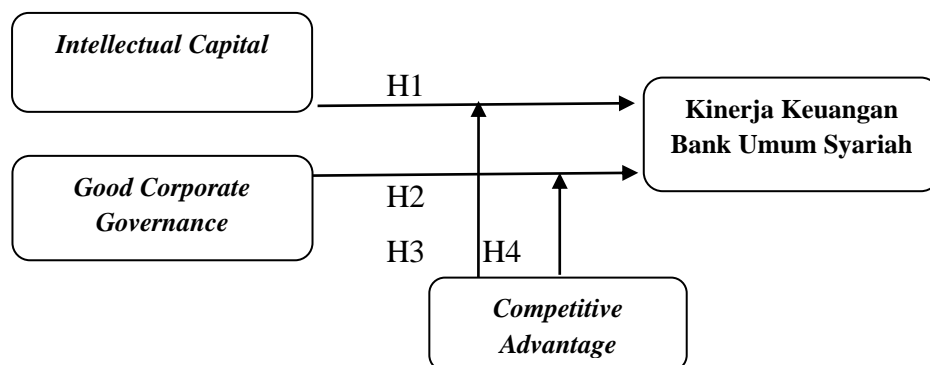 Intellectual Capital
H1
Kinerja Keuangan
Bank Umum Syariah
Good Corporate
Governance
H2
H3 H4
Competitive
Advantage